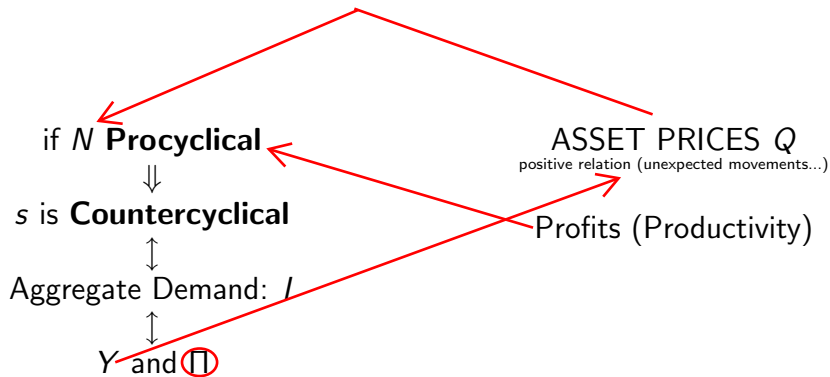 if N Procyclical
⇓
s is Countercyclical
↕
Aggregate Demand: I
↕
Y and Π
ASSET PRICES Q
positive relation (unexpected movements...)
Profits (Productivity)